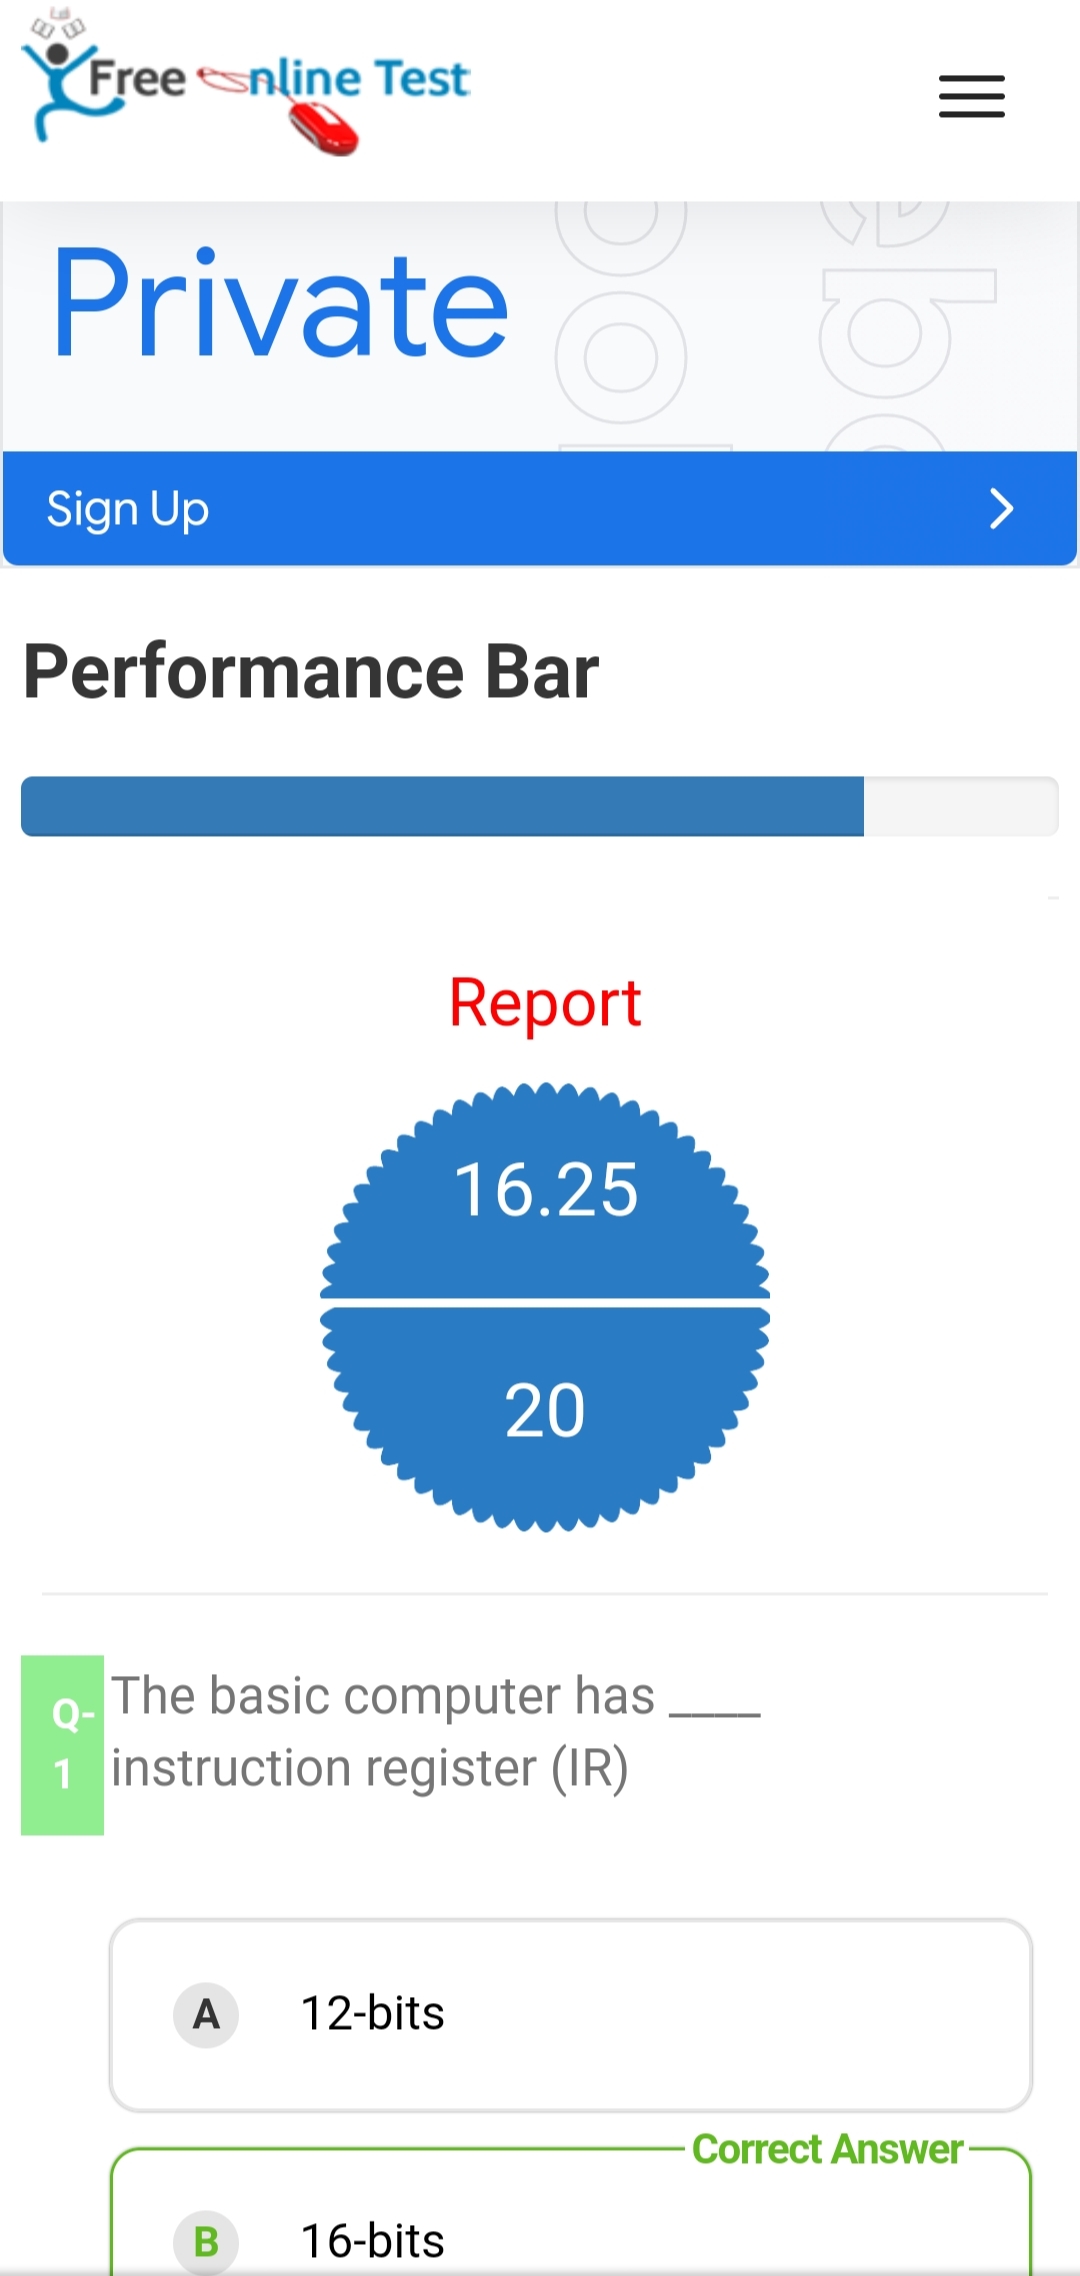 Free Online Test
Private
Sign Up
Performance Bar
Report
16.25
20
Q-1
The basic computer has ____
instruction register (IR)
A 12-bits
Correct Answer
B 16-bits